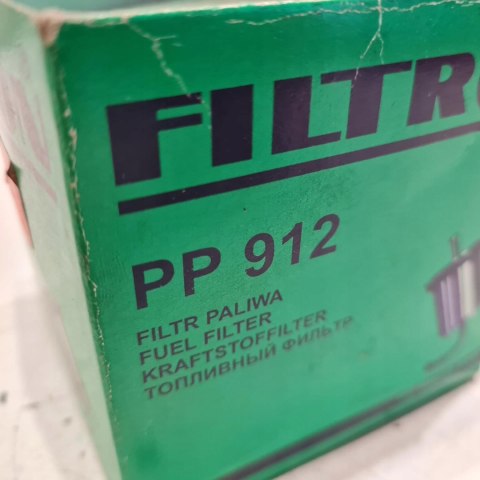 FILTR
PP 912
FILTR PALIWA
FUEL FILTER
KRAFTSTOFFILTER
ТОПЛИВНЫЙ ФИЛЬТР